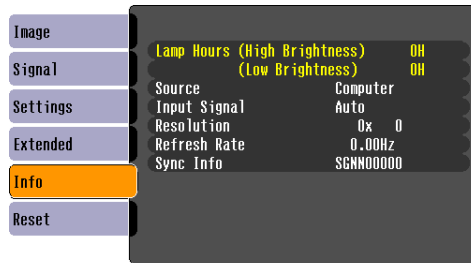 Image
Signal
Settings
Extended
Info
Reset
Lamp Hours (High Brightness) 0H
(Low Brightness) 0H
Source Computer
Input Signal Auto
Resolution 0x 0
Refresh Rate 0.00Hz
Sync Info SGNN00000